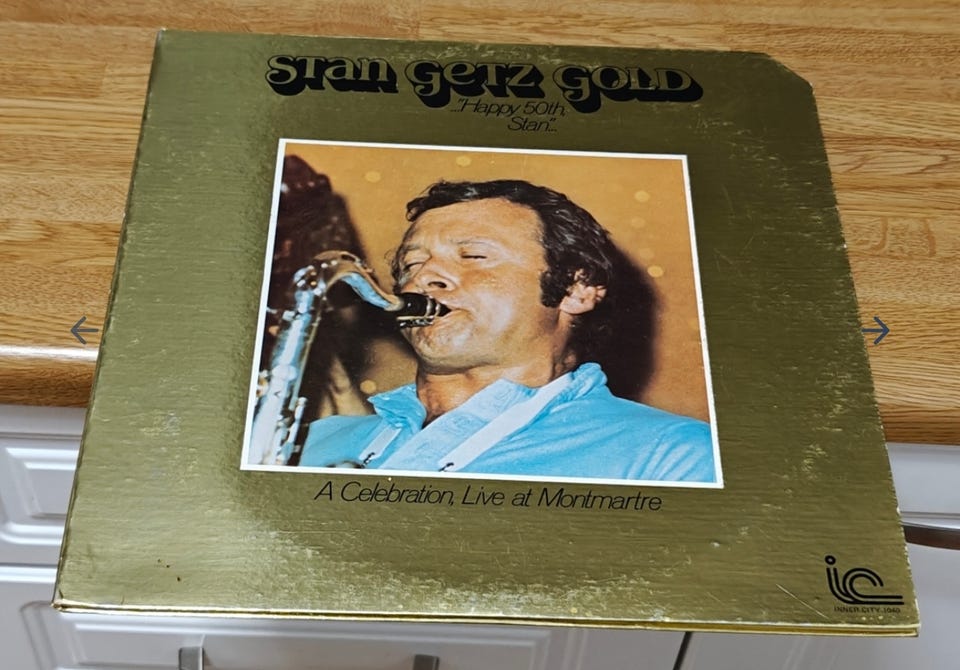 Stan Getz Gold
..."Happy 50th,
Stan"...
A Celebration, Live at Montmartre
ic
INNER CITY 1040